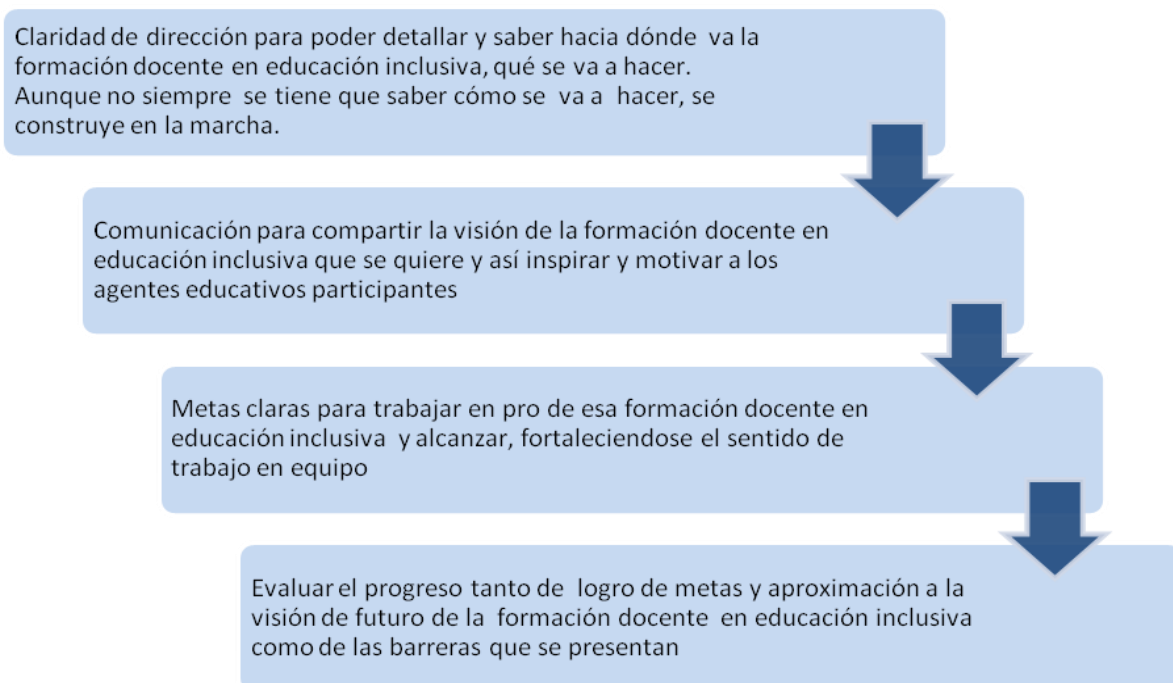 Claridad de dirección para poder detallar y saber hacia dónde va la
formación docente en educación inclusiva, qué se va a hacer.
Aunque no siempre se tiene que saber cómo se va a hacer, se
construye en la marcha.
Comunicación para compartir la visión de la formación docente en
educación inclusiva que se quiere y así inspirar y motivar a los
agentes educativos participantes
Metas claras para trabajar en pro de esa formación docente en
educación inclusiva y alcanzar, fortaleciendose el sentido de
trabajo en equipo
Evaluar el progreso tanto de logro de metas y aproximación a la
visión de futuro de la formación docente en educación inclusiva
como de las barreras que se presentan